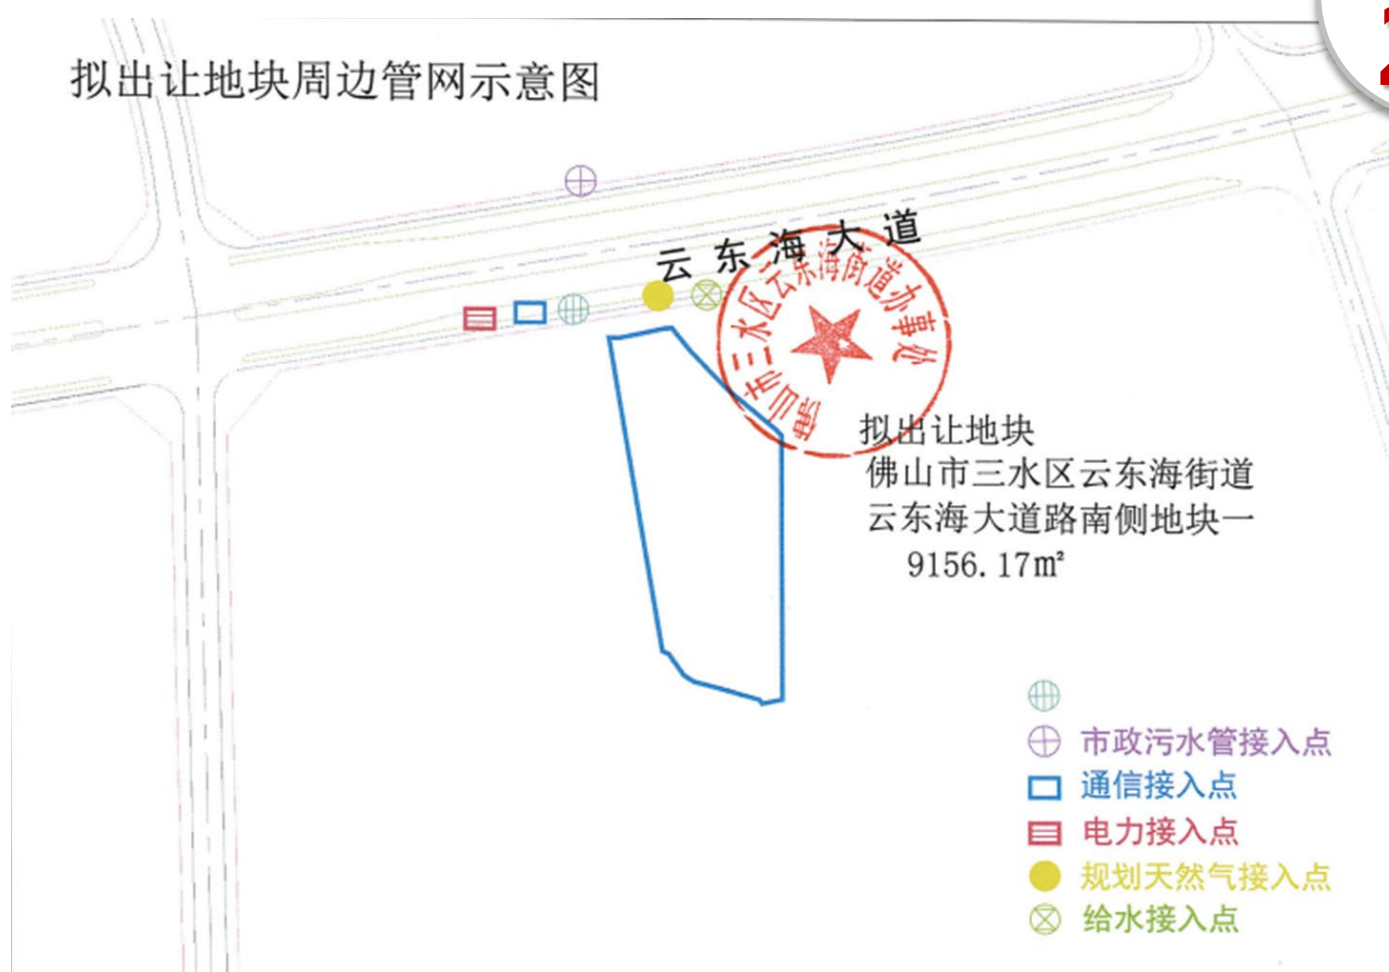 拟出让地块周边管网示意图
云东海大道
佛山市三水区云东海街道办事处
拟出让地块
佛山市三水区云东海街道
云东海大道路南侧地块一
9156.17m²
市政污水管接入点
通信接入点
电力接入点
规划天然气接入点
给水接入点